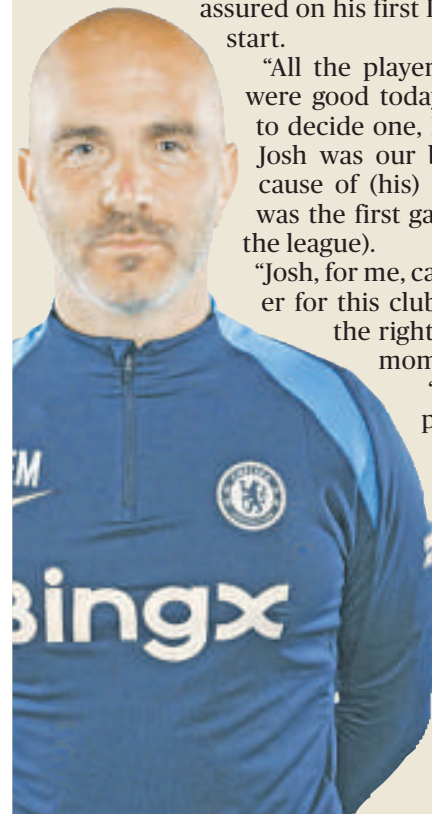 assured on his first
start.
“All the player
were good today
to decide one,
Josh was our
cause of (his)
was the first ga
the league).
“Josh, for me, ca
er for this club
the right
mom
“
p
EM
CHELSEA
Bingx